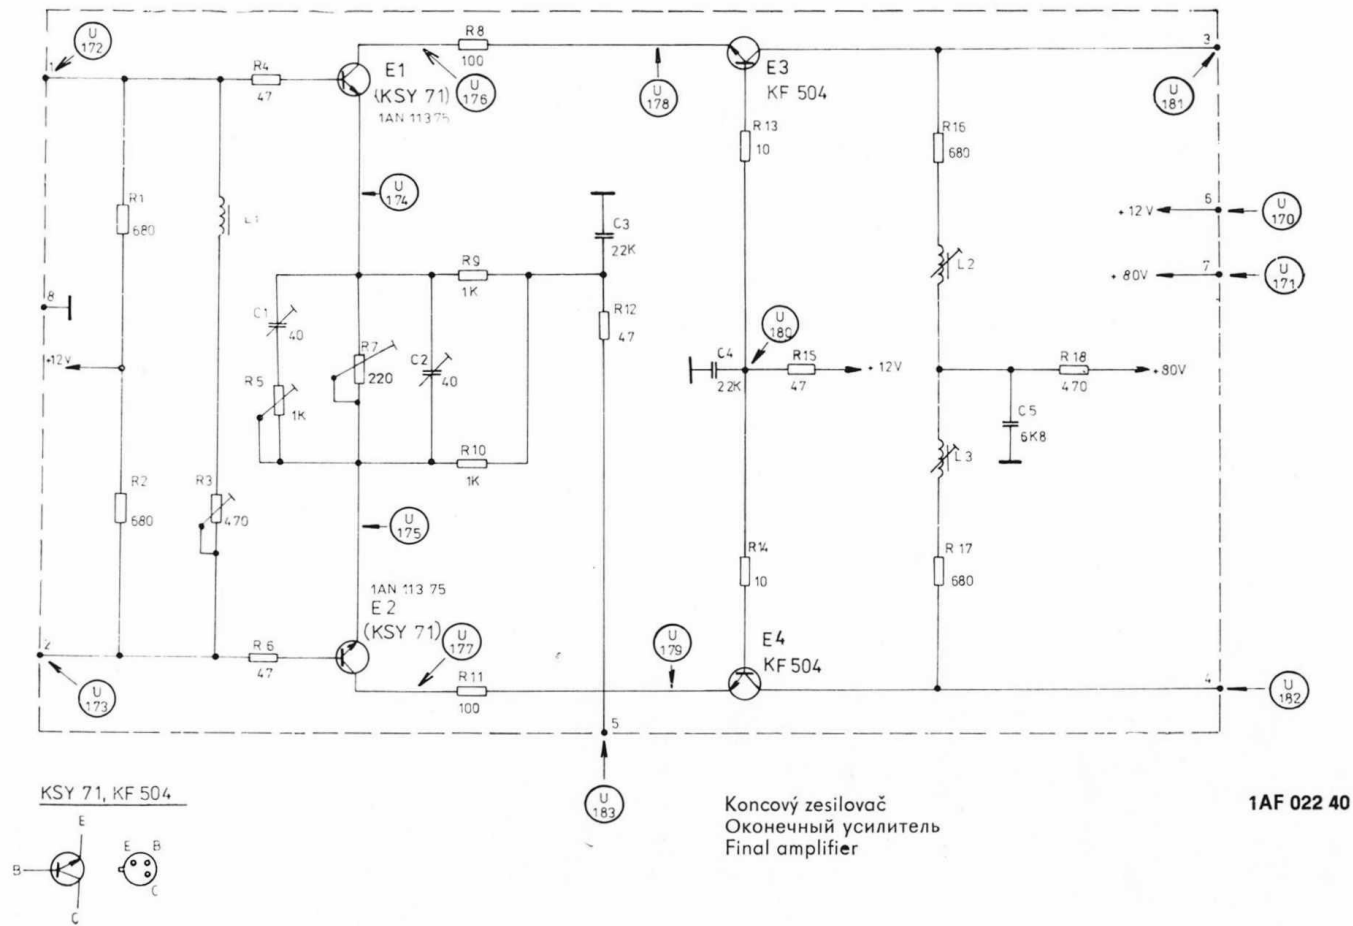 U 172
1
R4
47
E1
(KSY 71)
1AN 113 75
R8
100
U 176
U 178
E3
KF 504
3
U 181
R13
10
R16
680
R1
680
L1
U 174
C3
22K
6
+12V
U 170
7
+80V
U 171
L2
8
C1
40
R9
1K
R12
47
U 180
+12V
R7
220
C2
40
R5
1K
C4
22K
R15
47
+12V
R18
470
+80V
C5
6K8
R10
1K
L3
R2
680
R3
470
U 175
R14
10
R17
680
1AN 113 75
E2
(KSY 71)
2
R6
47
U 177
U 179
E4
KF 504
U 173
R11
100
4
U 182
5
U 183
KSY 71, KF 504
E
B
C
E B
C
Koncový zesilovač
Оконечный усилитель
Final amplifier
1AF 022 40